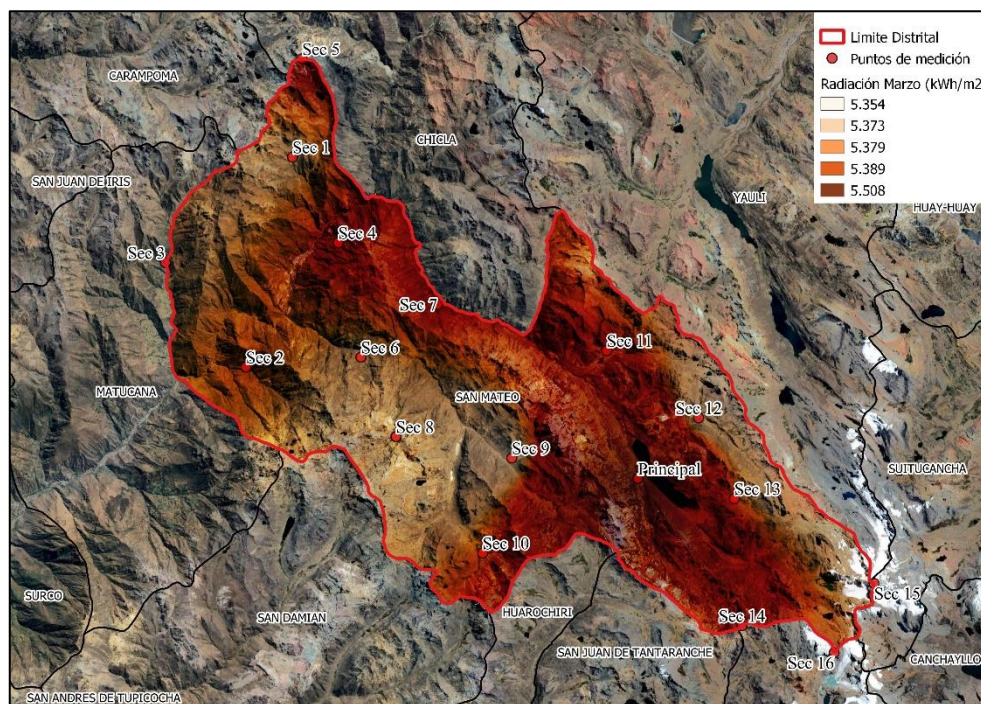 Limite Distrital
Puntos de medición
Radiación Marzo (kWh/m2
5.354
5.373
5.379
5.389
5.508
Sec 5
CARAMPOMA
CHICLA
Sec 1
SAN JUAN DE IRIS
YAULI
HUAY-HUAY
Sec 4
Sec 3
Sec 7
Sec 11
Sec 6
Sec 2
MATUCANA
SAN MATEO
Sec 12
Sec 8
Sec 9
Principal
SUITUCANCHA
Sec 13
Sec 10
Sec 15
SURCO
SAN DAMIAN
HUAROCHIRI
Sec 14
SAN JUAN DE TANTARANCHE
Sec 16
CANCHAYLLO
SAN ANDRES DE TUPICOCHA